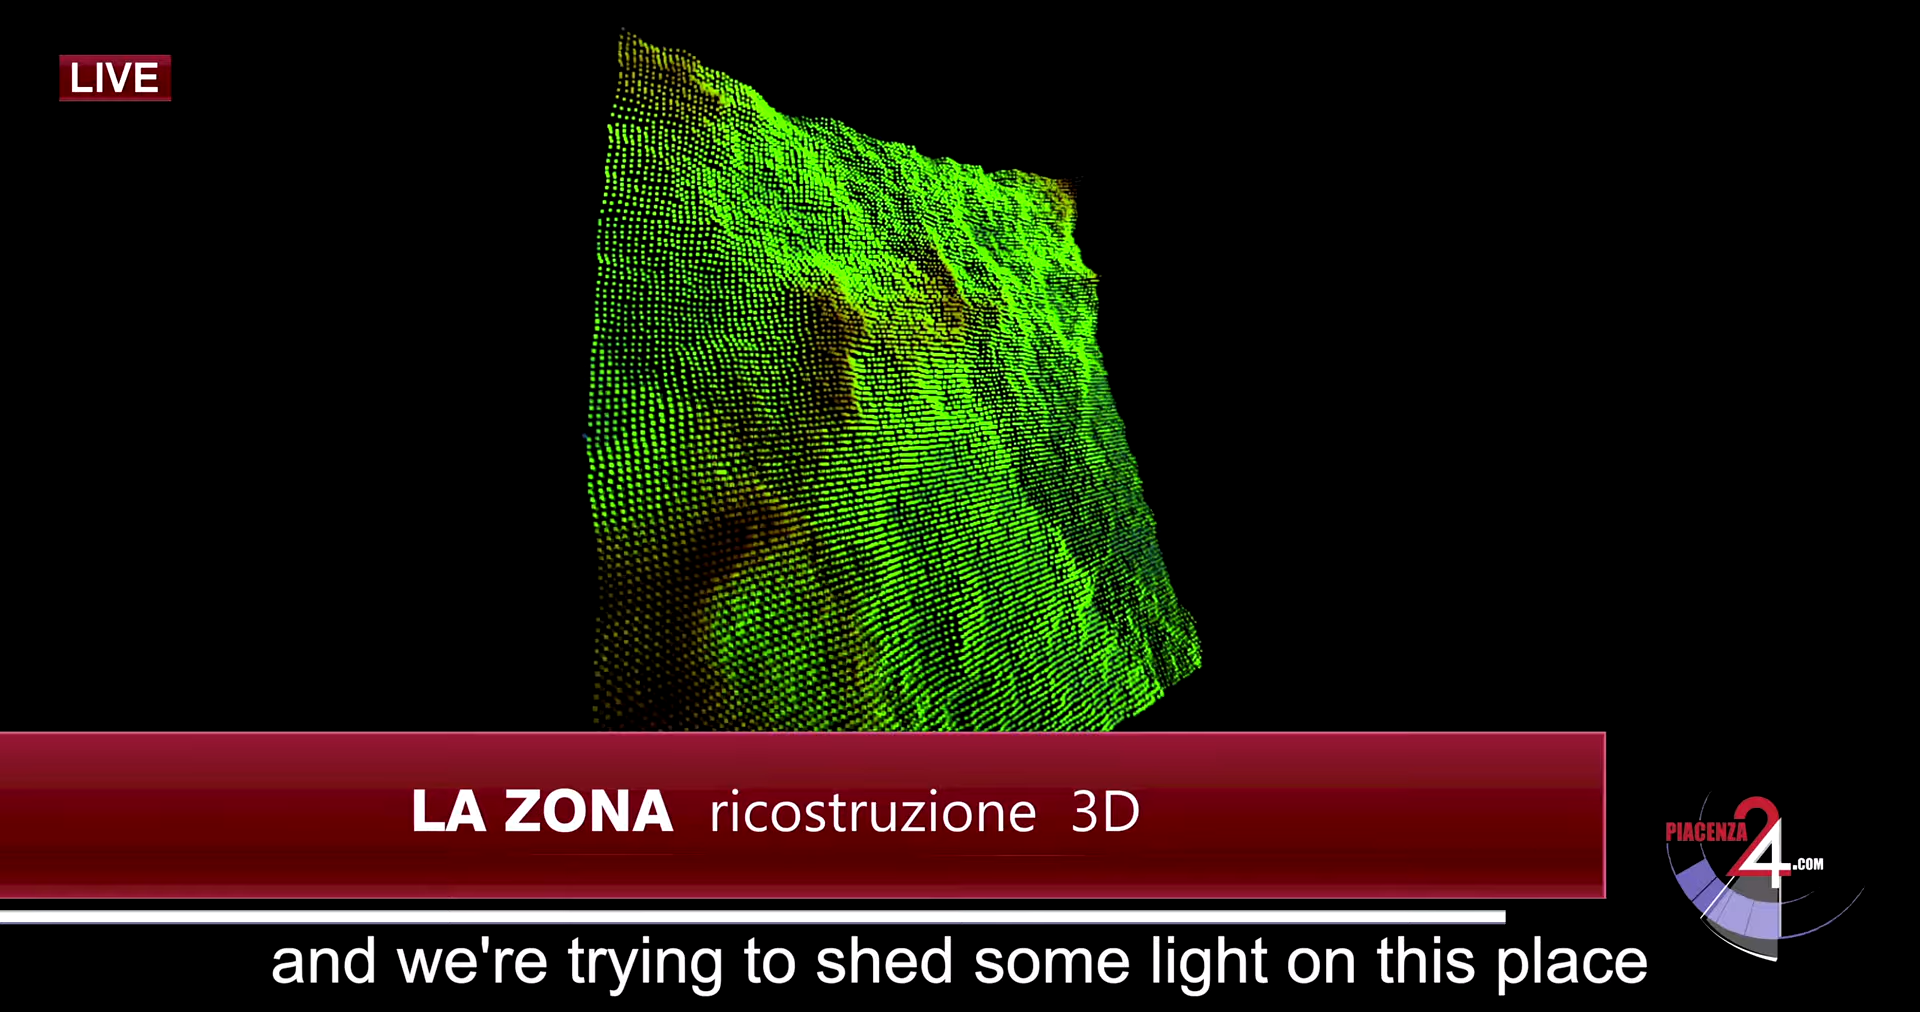 LIVE
LA ZONA ricostruzione 3D
PIACENZA
24
.COM
and we're trying to shed some light on this place